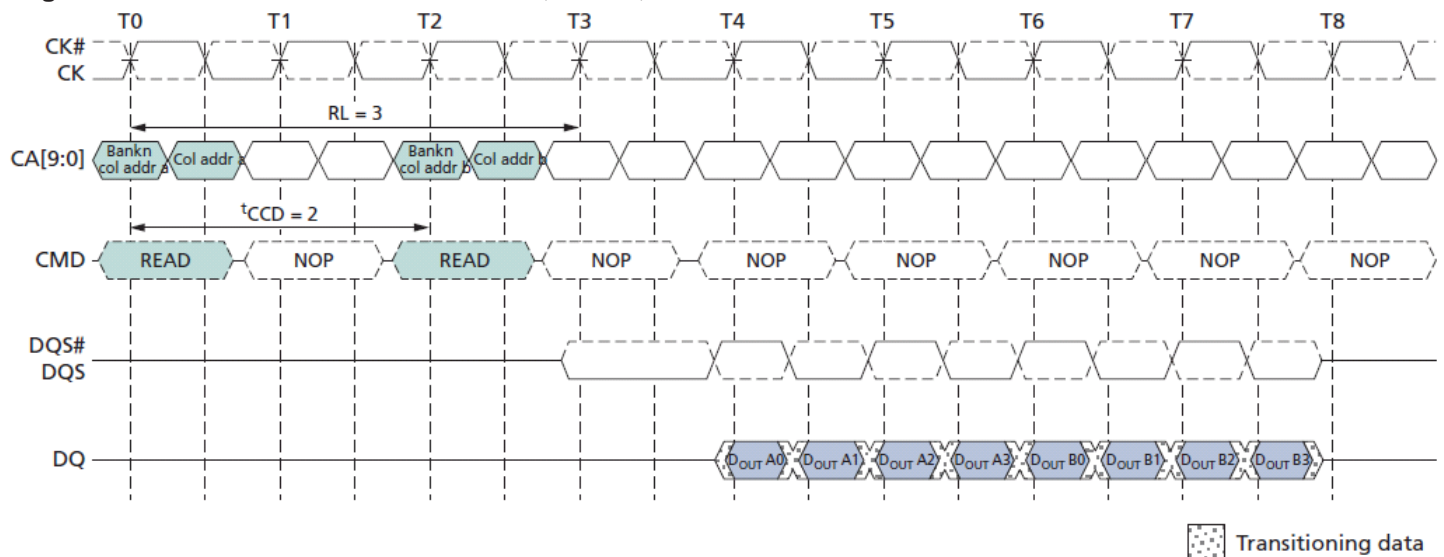 T0 T1 T2 T3 T4 T5 T6 T7 T8
CK#
CK
RL = 3
CA[9:0] Bankn col addr a Col addr a Bankn col addr b Col addr b
tCCD = 2
CMD READ NOP READ NOP NOP NOP NOP NOP NOP
DQS#
DQS
DQ DOUT A0 DOUT A1 DOUT A2 DOUT A3 DOUT B0 DOUT B1 DOUT B2 DOUT B3
Transitioning data